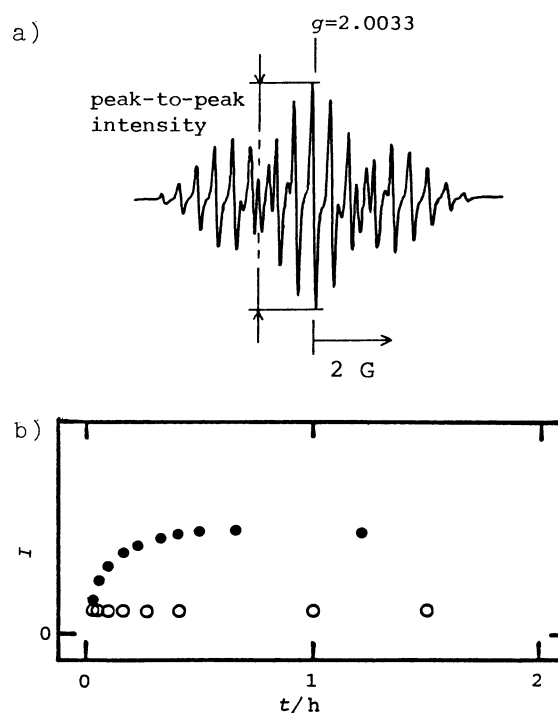 a)
g=2.0033
peak-to-peak
intensity
2 G
b)
I
0
0
1
2
t/h